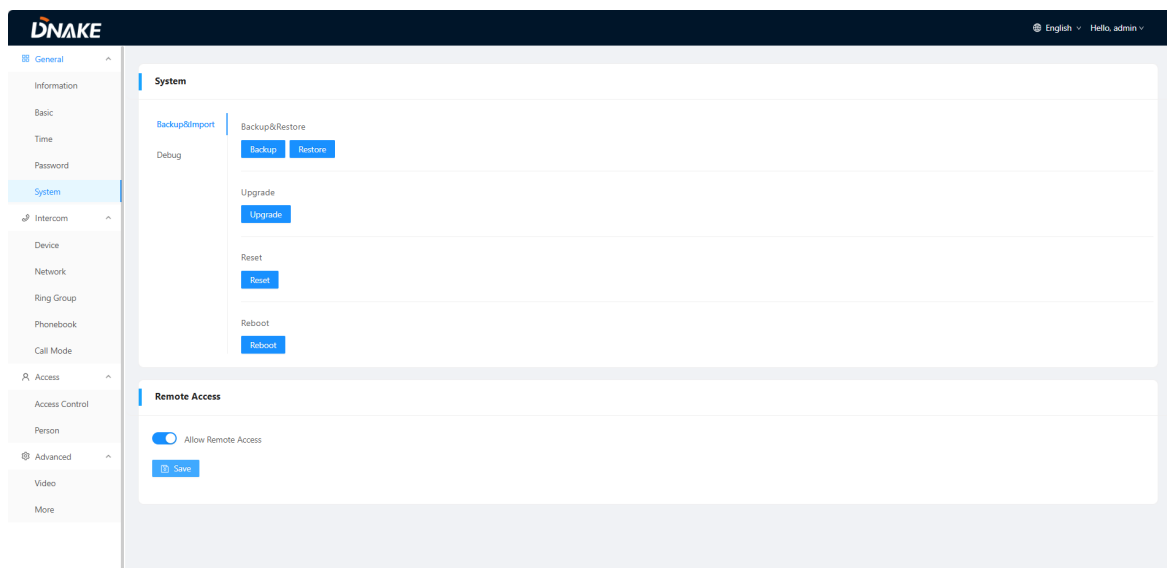 DNAKE
English
Hello, admin
General
Information
Basic
Time
Password
System
Intercom
Device
Network
Ring Group
Phonebook
Call Mode
Access
Access Control
Person
Advanced
Video
More
System
Backup&Import
Debug
Backup&Restore
Backup
Restore
Upgrade
Upgrade
Reset
Reset
Reboot
Reboot
Remote Access
Allow Remote Access
Save